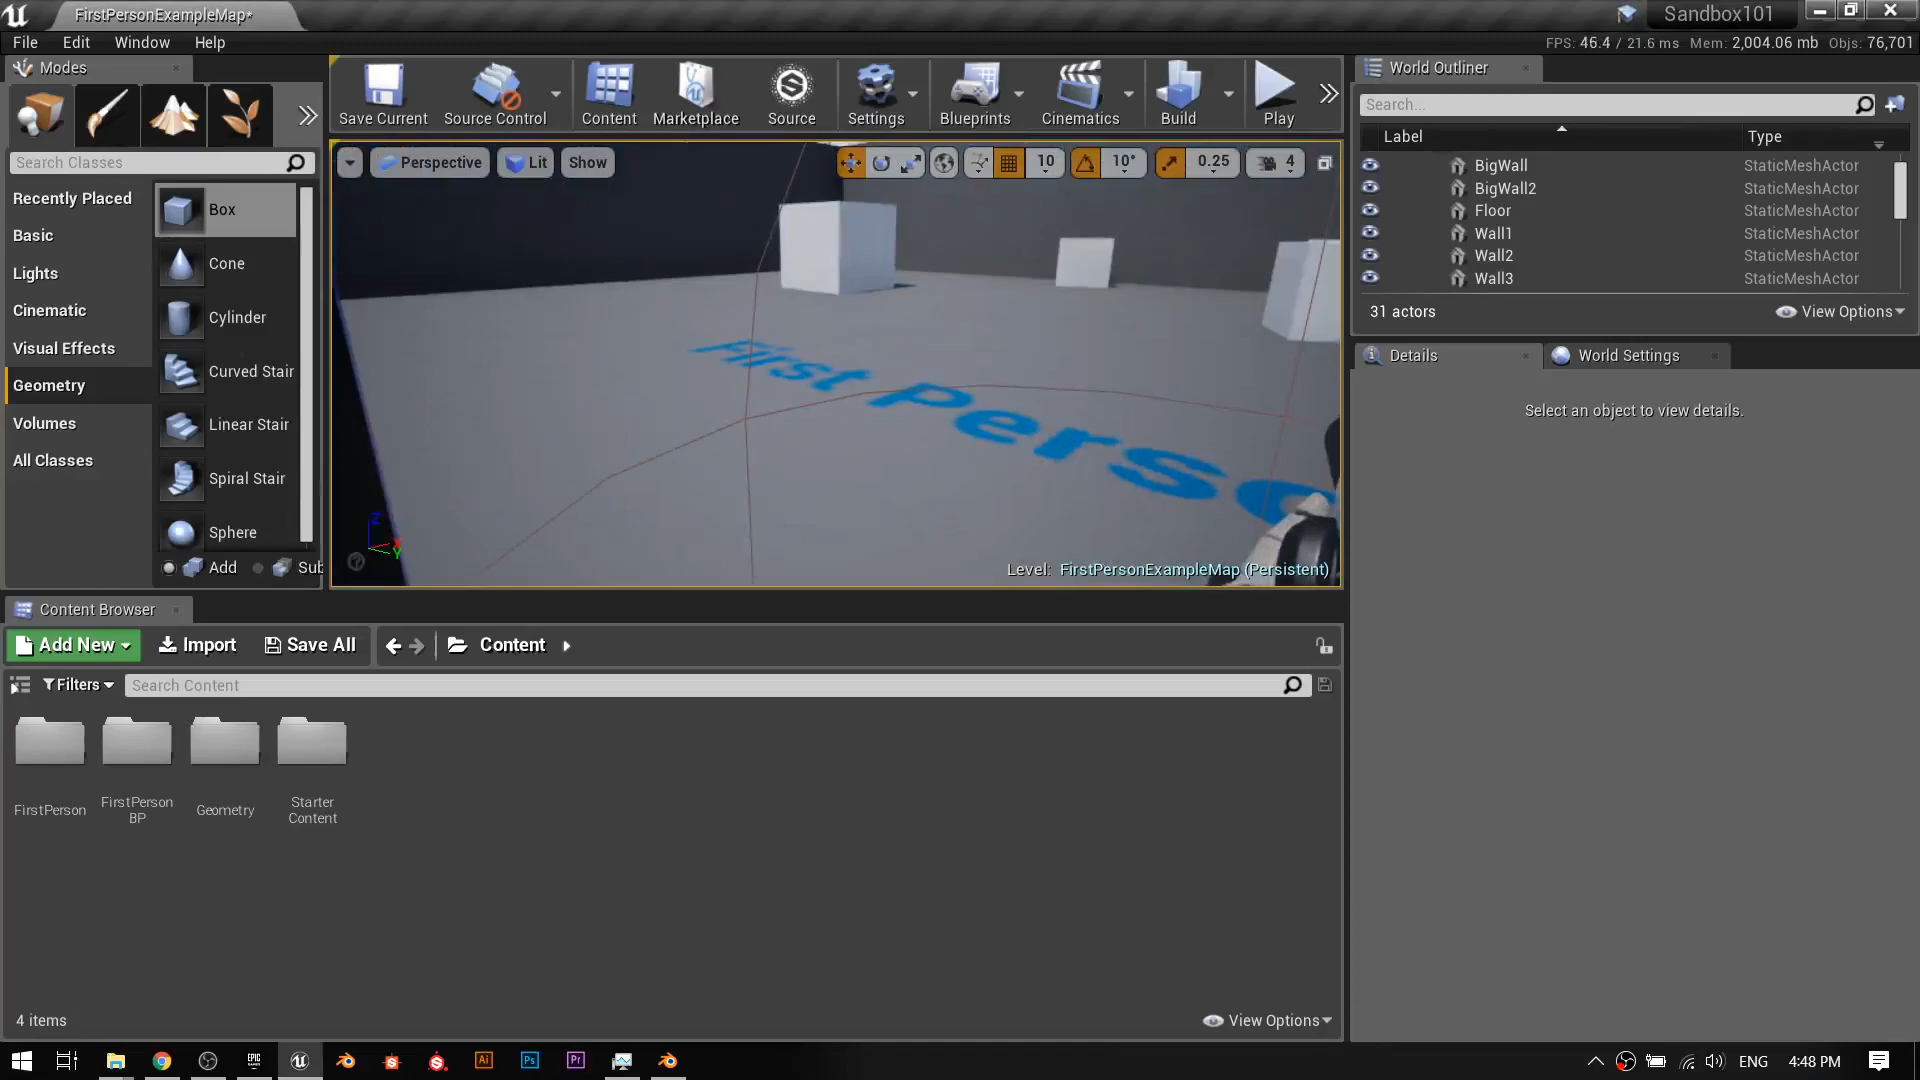 FirstPersonExampleMap*
Sandbox101
File Edit Window Help
FPS: 46.4 / 21.6 ms Mem: 2,004.06 mb Objs: 76,701
Modes
Save Current
Source Control
Content
Marketplace
Source
Settings
Blueprints
Cinematics
Build
Play
Search Classes
Recently Placed
Basic
Lights
Cinematic
Visual Effects
Geometry
Volumes
All Classes
Box
Cone
Cylinder
Curved Stair
Linear Stair
Spiral Stair
Sphere
Add
Sub
Perspective
Lit
Show
10
10°
0.25
4
First Perso
Z
X
Y
Level: FirstPersonExampleMap (Persistent)
World Outliner
Search...
Label Type
BigWall StaticMeshActor
BigWall2 StaticMeshActor
Floor StaticMeshActor
Wall1 StaticMeshActor
Wall2 StaticMeshActor
Wall3 StaticMeshActor
31 actors
View Options
Details
World Settings
Select an object to view details.
Content Browser
Add New
Import
Save All
Content
Filters
Search Content
FirstPerson
FirstPerson
BP
Geometry
Starter
Content
4 items
View Options
EPIC
Ai
Ps
Pr
ENG
4:48 PM